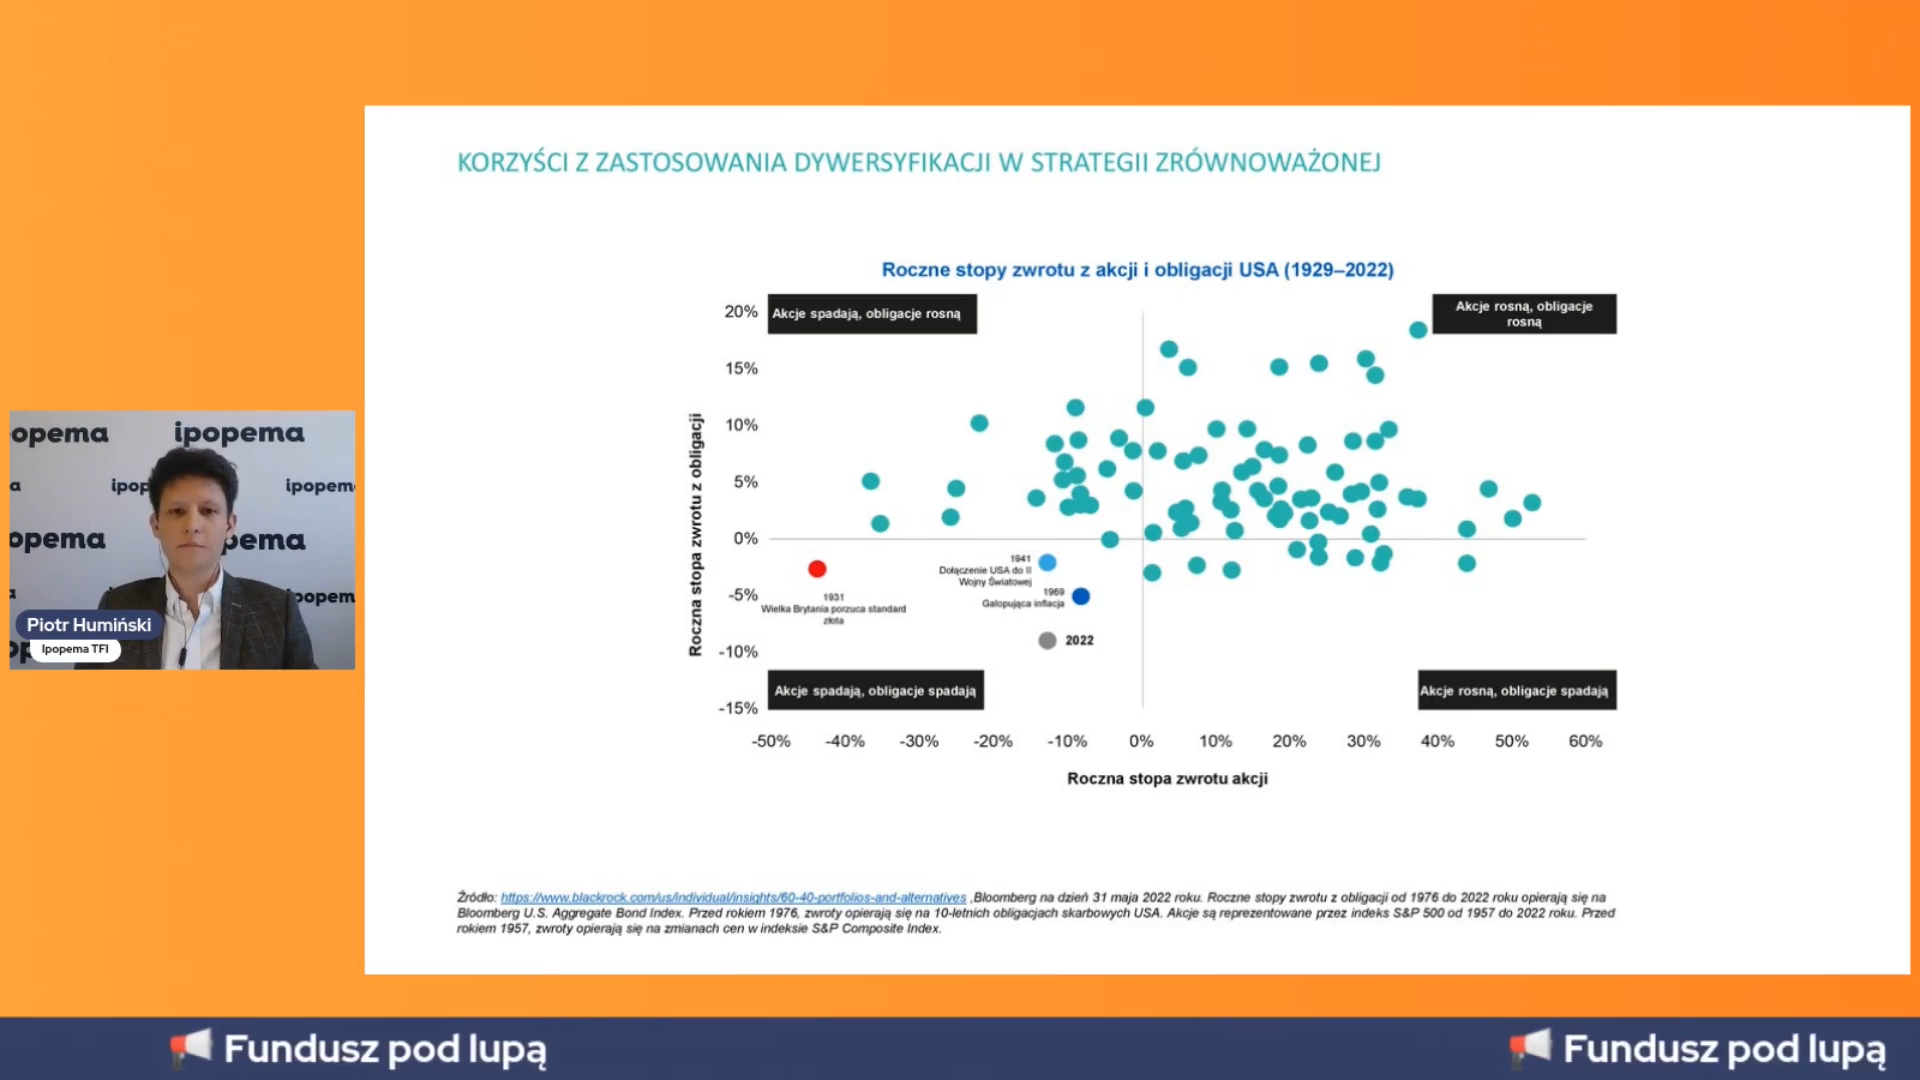 KORZYŚCI Z ZASTOSOWANIA DYWERSYFIKACJI W STRATEGII ZRÓWNOWAŻONEJ
Roczne stopy zwrotu z akcji i obligacji USA (1929–2022)
Akcje spadają, obligacje rosną
Akcje rosną, obligacje
rosną
20%
15%
10%
5%
0%
-5%
-10%
-15%
Roczna stopa zwrotu z obligacji
1931
Wielka Brytania porzuca standard
złota
1941
Dołączenie USA do II
Wojny Światowej
1969
Galopująca inflacja
2022
Akcje spadają, obligacje spadają
Akcje rosną, obligacje spadają
-50%
-40%
-30%
-20%
-10%
0%
10%
20%
30%
40%
50%
60%
Roczna stopa zwrotu akcji
Źródło: https://www.blackrock.com/us/individual/insights/60-40-portfolios-and-alternatives ,Bloomberg na dzień 31 maja 2022 roku. Roczne stopy zwrotu z obligacji od 1976 do 2022 roku opierają się na
Bloomberg U.S. Aggregate Bond Index. Przed rokiem 1976, zwroty opierają się na 10-letnich obligacjach skarbowych USA. Akcje są reprezentowane przez indeks S&P 500 od 1957 do 2022 roku. Przed
rokiem 1957, zwroty opierają się na zmianach cen w indeksie S&P Composite Index.
opema
ipopema
a
ipop
ipopem
opema
pema
popem
Piotr Humiński
Ipopema TFI
Fundusz pod lupą
Fundusz pod lupą